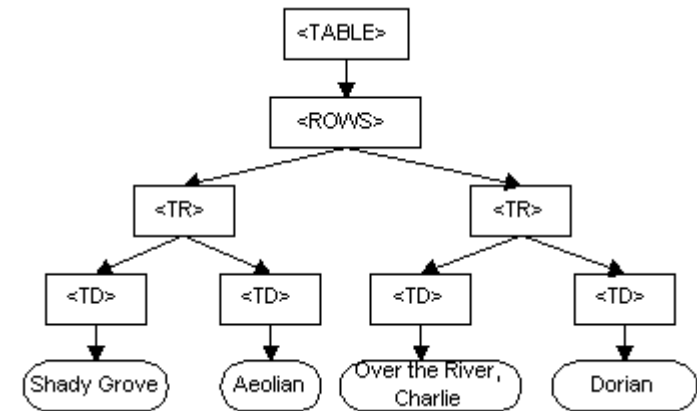 <TABLE>
<ROWS>
<TR>
<TR>
<TD>
<TD>
<TD>
<TD>
Shady Grove
Aeolian
Over the River,
Charlie
Dorian